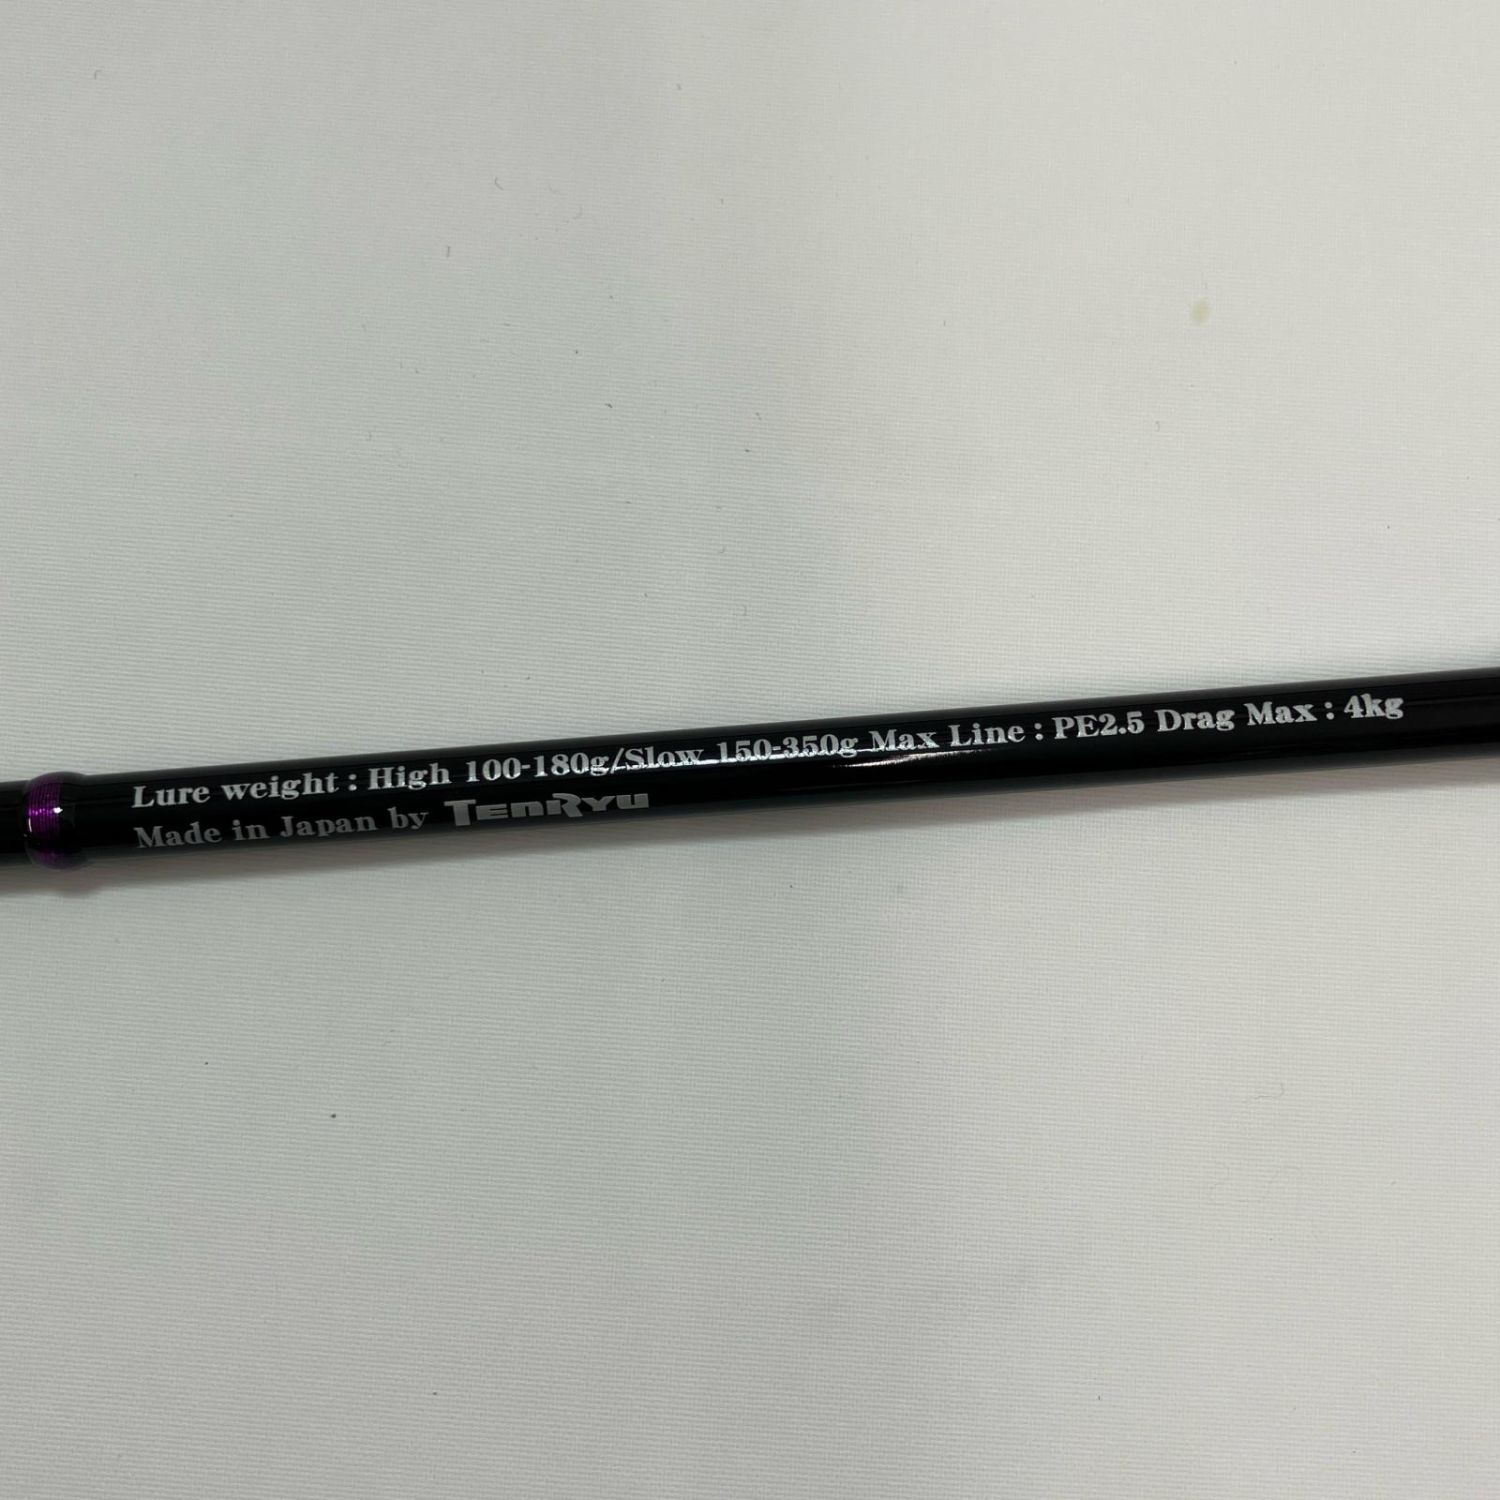 Lure weight : High 100-180g/Slow 150-350g Max Line : PE2.5 Drag Max : 4kg
Made in Japan by TENRYU